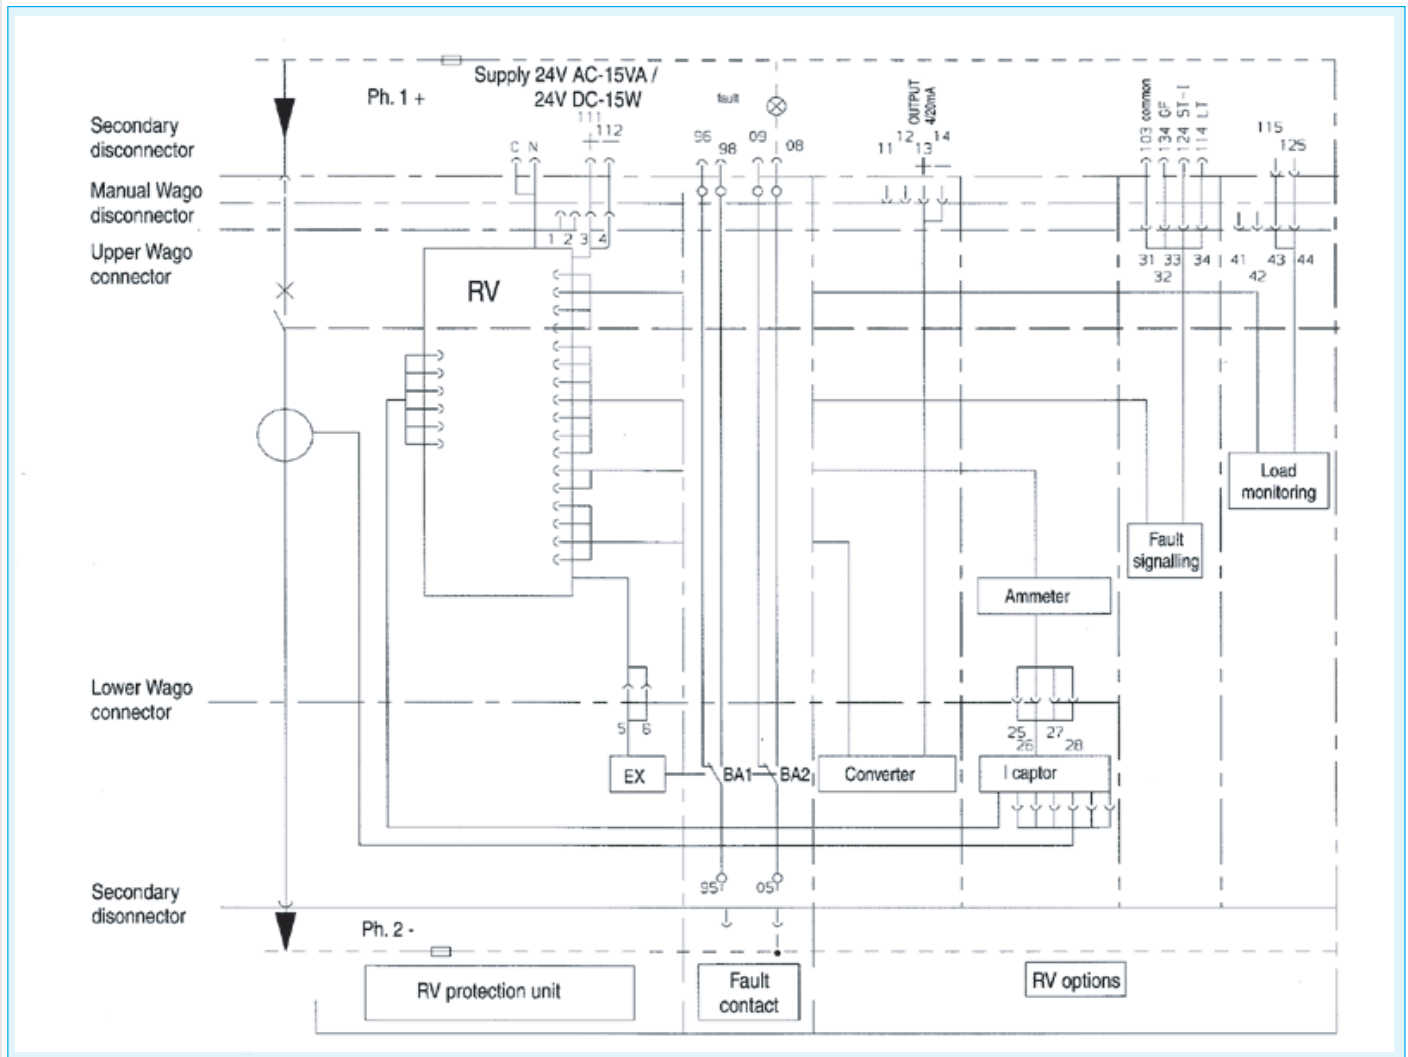 Supply 24V AC-15VA /
Ph. 1 +
24V DC-15W
fault
OUTPUT
4/20mA
103 common
134 GF
124 ST-I
114 LT
Secondary
disconnector
111
112
C N
96
98
09
08
11
12
13
14
115
125
Manual Wago
disconnector
1 2 3 4
Upper Wago
connector
31 33 34 41 43 44
32 42
RV
Load
monitoring
Fault
signalling
Ammeter
Lower Wago
connector
5 6
25 27
26 28
EX
BA1
BA2
Converter
I captor
95
05
Secondary
disonnector
Ph. 2 -
RV protection unit
Fault
contact
RV options